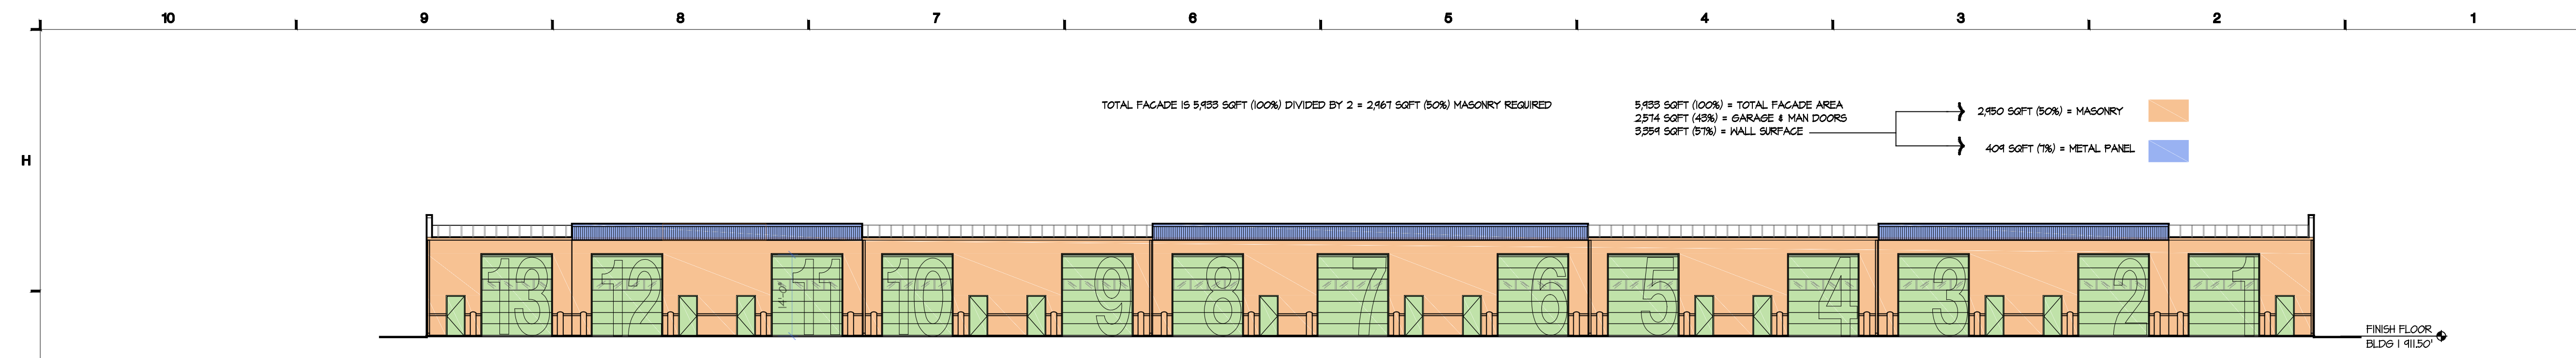 10 9 8 7 6 5 4 3 2 1
H
TOTAL FACADE IS 5,933 SQFT (100%) DIVIDED BY 2 = 2,967 SQFT (50%) MASONRY REQUIRED
5,933 SQFT (100%) = TOTAL FACADE AREA
2,574 SQFT (43%) = GARAGE & MAN DOORS
3,359 SQFT (57%) = WALL SURFACE
2,950 SQFT (50%) = MASONRY
409 SQFT (7%) = METAL PANEL
13 12 11 10 9 8 7 6 5 4 3 2 1
14'-0"
FINISH FLOOR
BLDG 1 911.50'